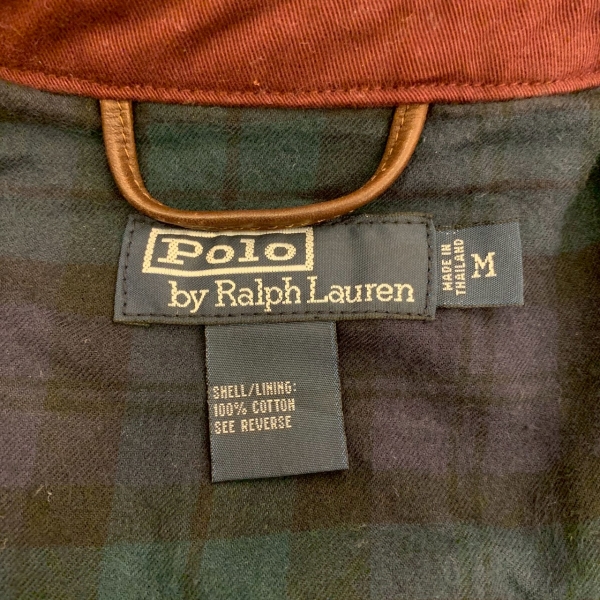 Polo
by Ralph Lauren
MADE IN
THAILAND
M
SHELL/LINING:
100% COTTON
SEE REVERSE